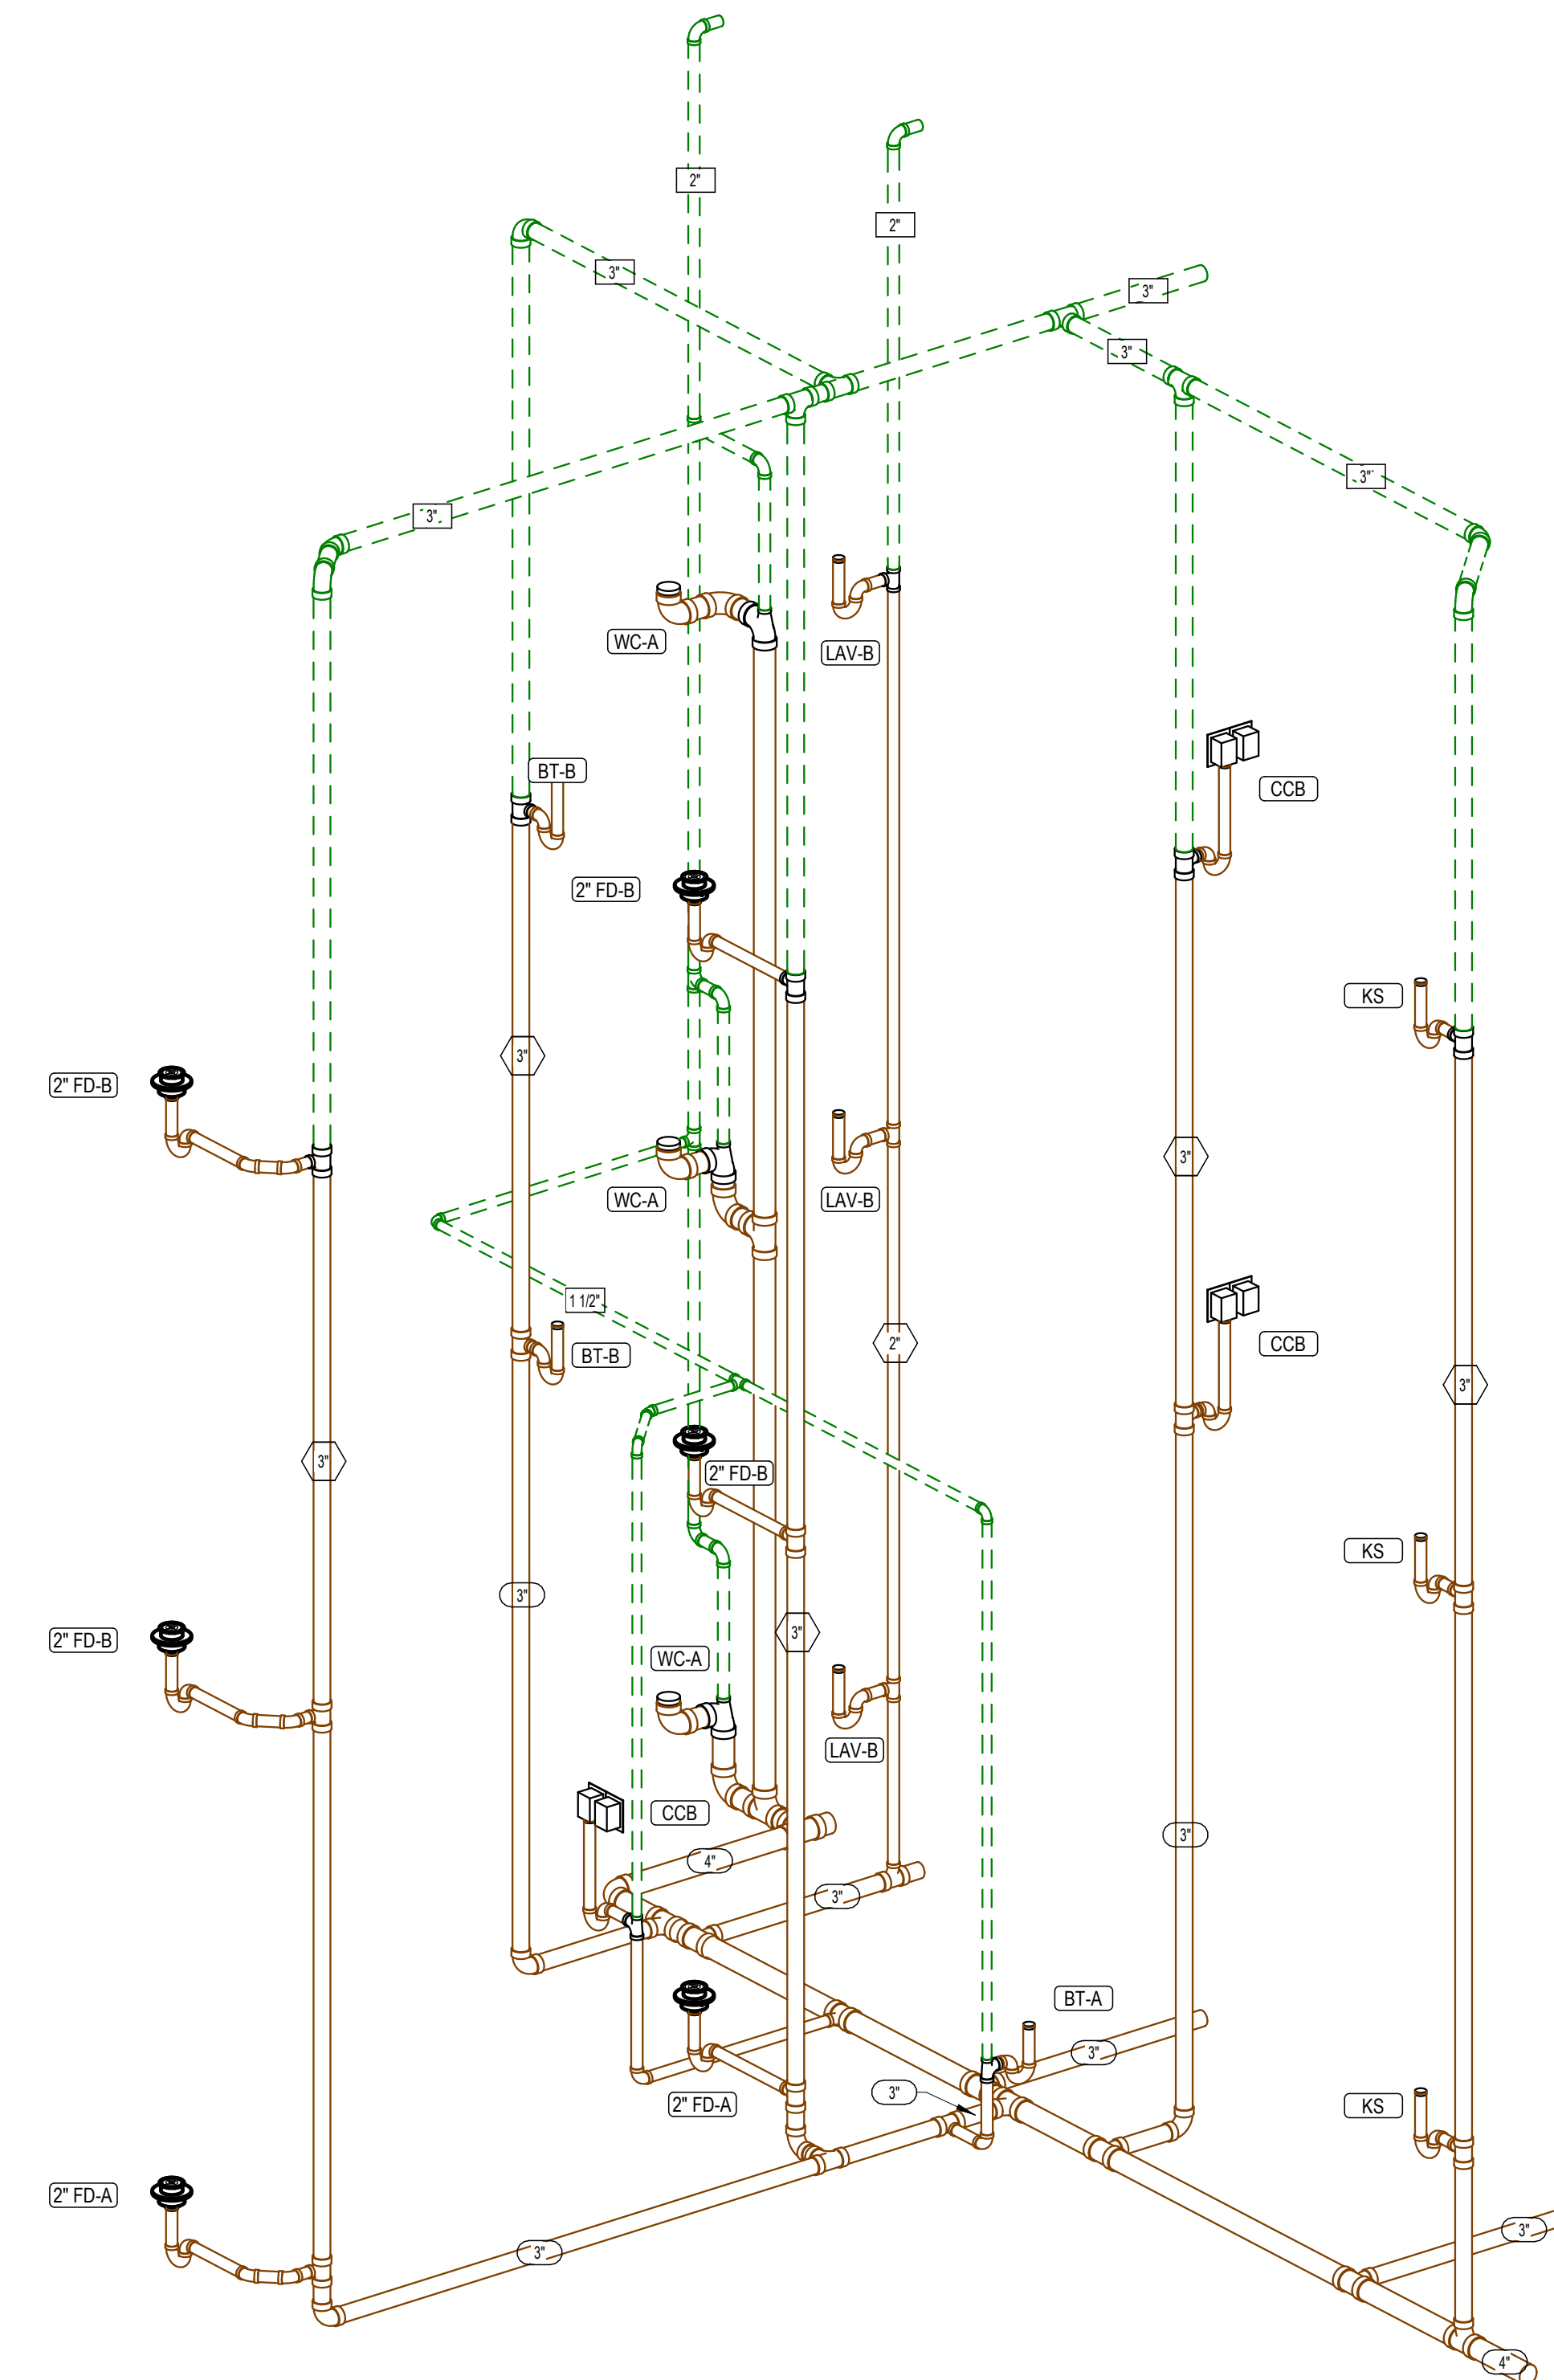 2"
2"
3"
3"
3"
3"
3"
WC-A
LAV-B
BT-B
CCB
2" FD-B
KS
3"
2" FD-B
3"
WC-A
LAV-B
1 1/2"
2"
CCB
BT-B
3"
3"
2" FD-B
KS
3"
3"
2" FD-B
WC-A
LAV-B
CCB
3"
4"
3"
BT-A
3"
3"
2" FD-A
KS
2" FD-A
3"
3"
4"